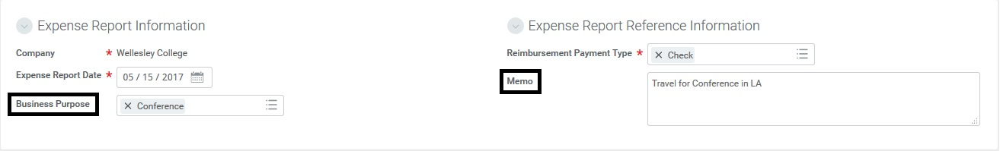 Expense Report Information
Company * Wellesley College
Expense Report Date * 05 / 15 / 2017
Business Purpose × Conference
Expense Report Reference Information
Reimbursement Payment Type * × Check
Memo Travel for Conference in LA